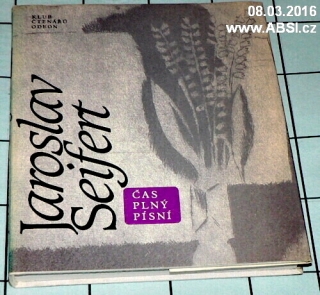 08.03.2016
www.ABSI.cz
KLUB
ČTENÁŘŮ
ODEON
Jaroslav
Seifert
ČAS
PLNÝ
PÍSNÍ